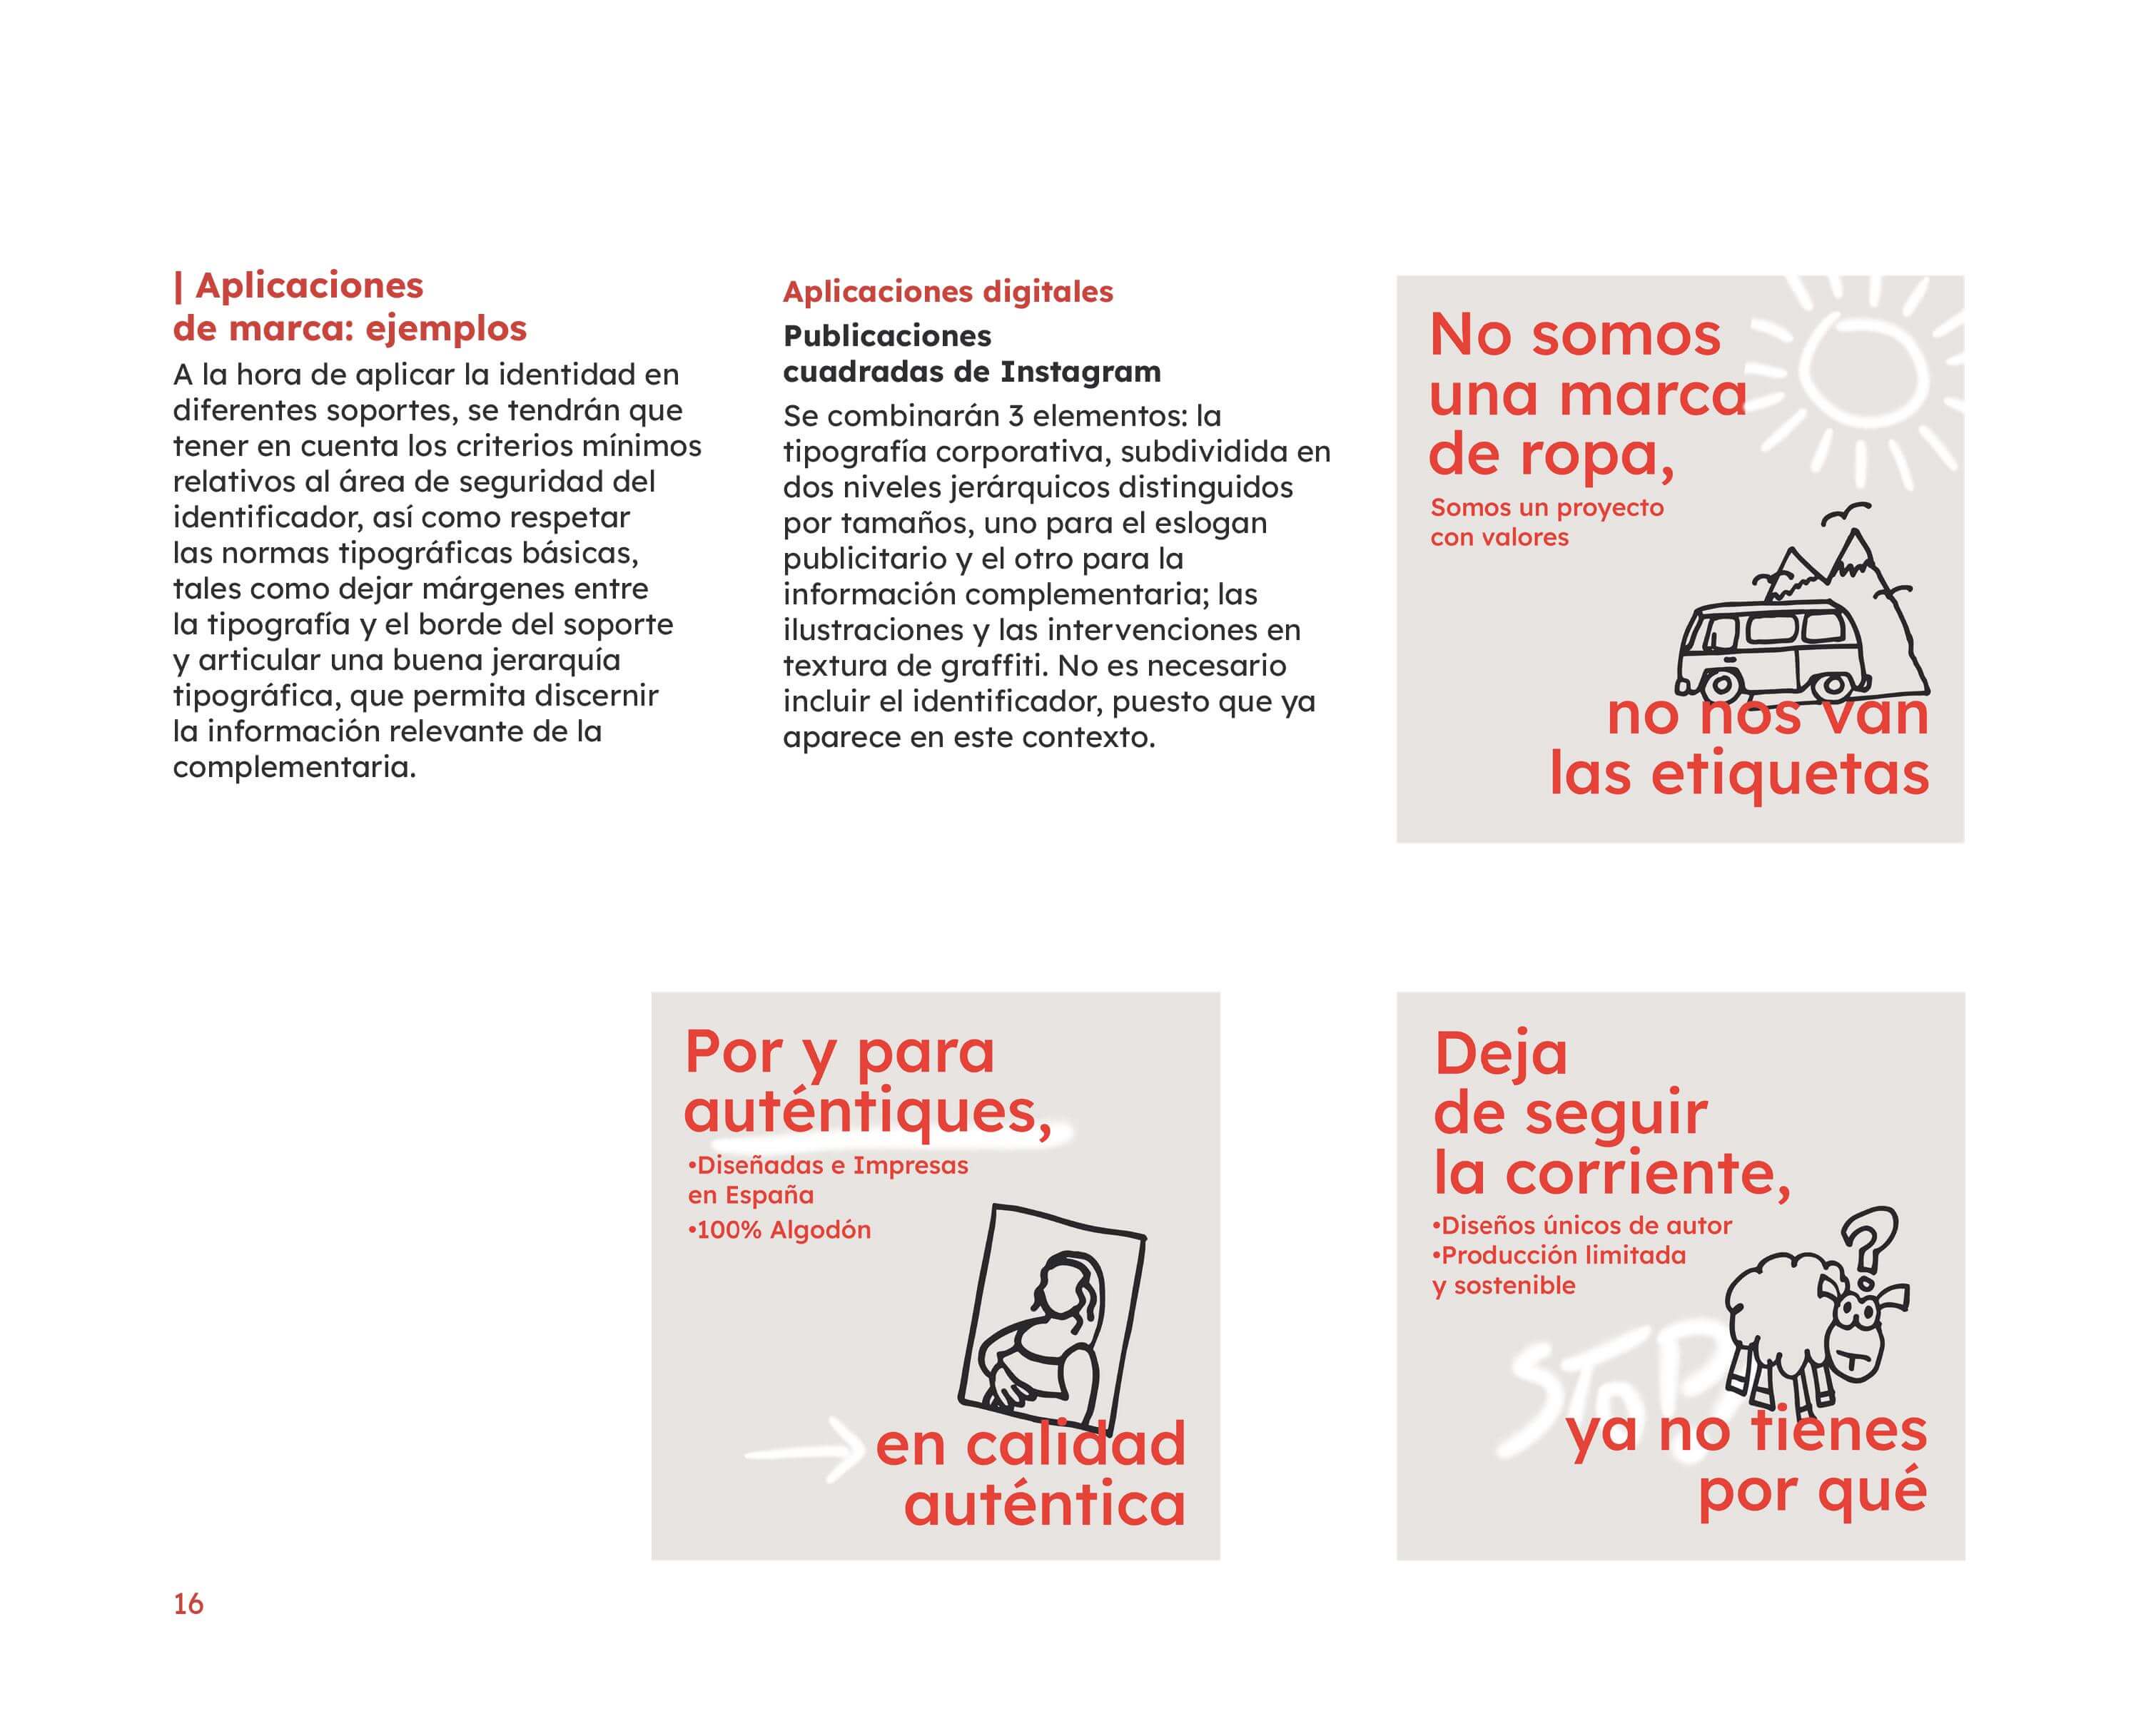 | Aplicaciones
de marca: ejemplos
A la hora de aplicar la identidad en
diferentes soportes, se tendrán que
tener en cuenta los criterios mínimos
relativos al área de seguridad del
identificador, así como respetar
las normas tipográficas básicas,
tales como dejar márgenes entre
la tipografía y el borde del soporte
y articular una buena jerarquía
tipográfica, que permita discernir
la información relevante de la
complementaria.
Aplicaciones digitales
Publicaciones
cuadradas de Instagram
Se combinarán 3 elementos: la
tipografía corporativa, subdividida en
dos niveles jerárquicos distinguidos
por tamaños, uno para el eslogan
publicitario y el otro para la
información complementaria; las
ilustraciones y las intervenciones en
textura de graffiti. No es necesario
incluir el identificador, puesto que ya
aparece en este contexto.
No somos
una marca
de ropa,
Somos un proyecto
con valores
no nos van
las etiquetas
Por y para
auténtiques,
•Diseñadas e Impresas
en España
•100% Algodón
en calidad
auténtica
Deja
de seguir
la corriente,
•Diseños únicos de autor
•Producción limitada
y sostenible
?
STOP
ya no tienes
por qué
16